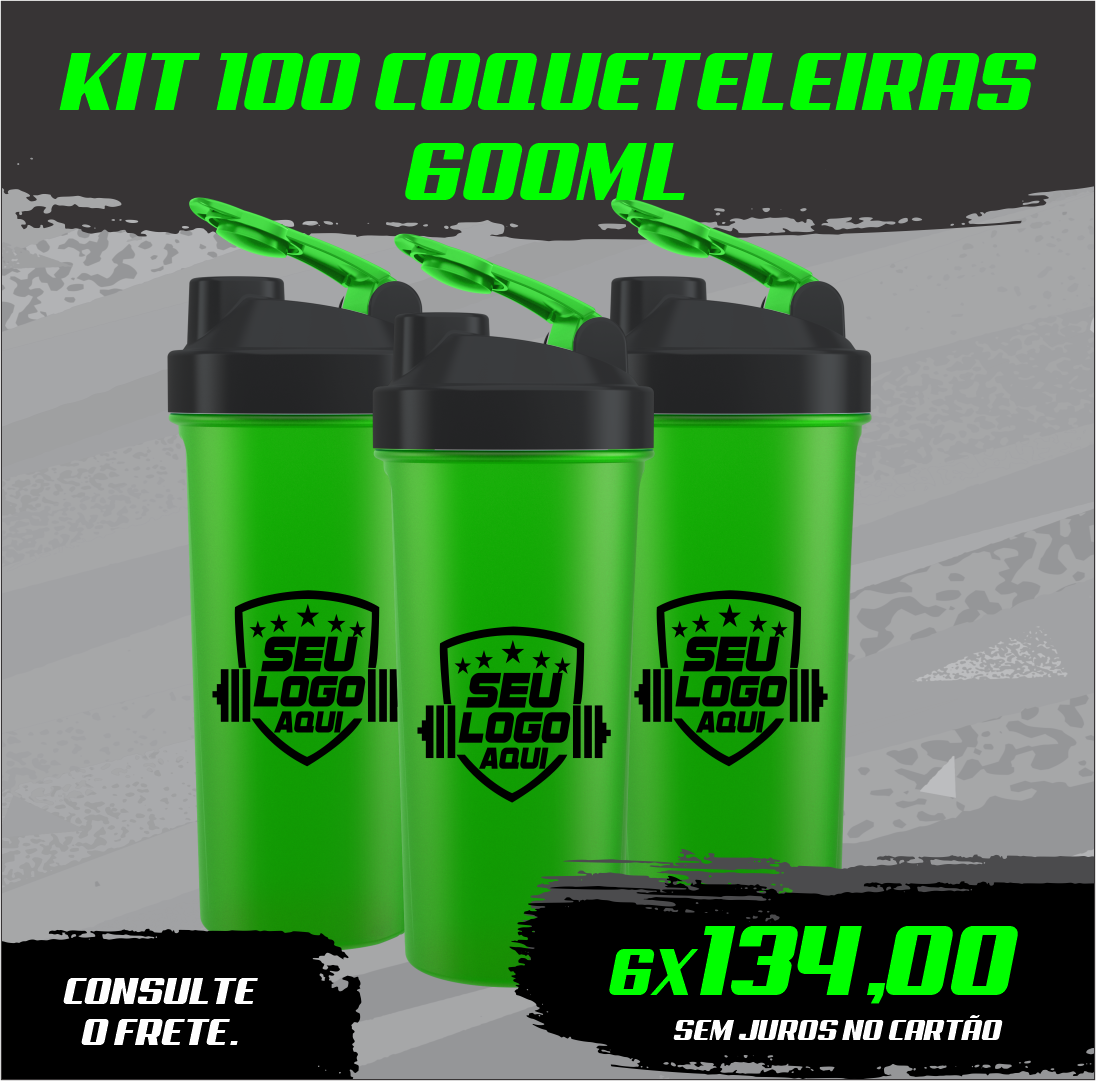 KIT 100 COQUETELEIRAS
600ML
SEU
LOGO
AQUI
SEU
LOGO
AQUI
SEU
LOGO
AQUI
CONSULTE
O FRETE.
6X134,00
SEM JUROS NO CARTÃO